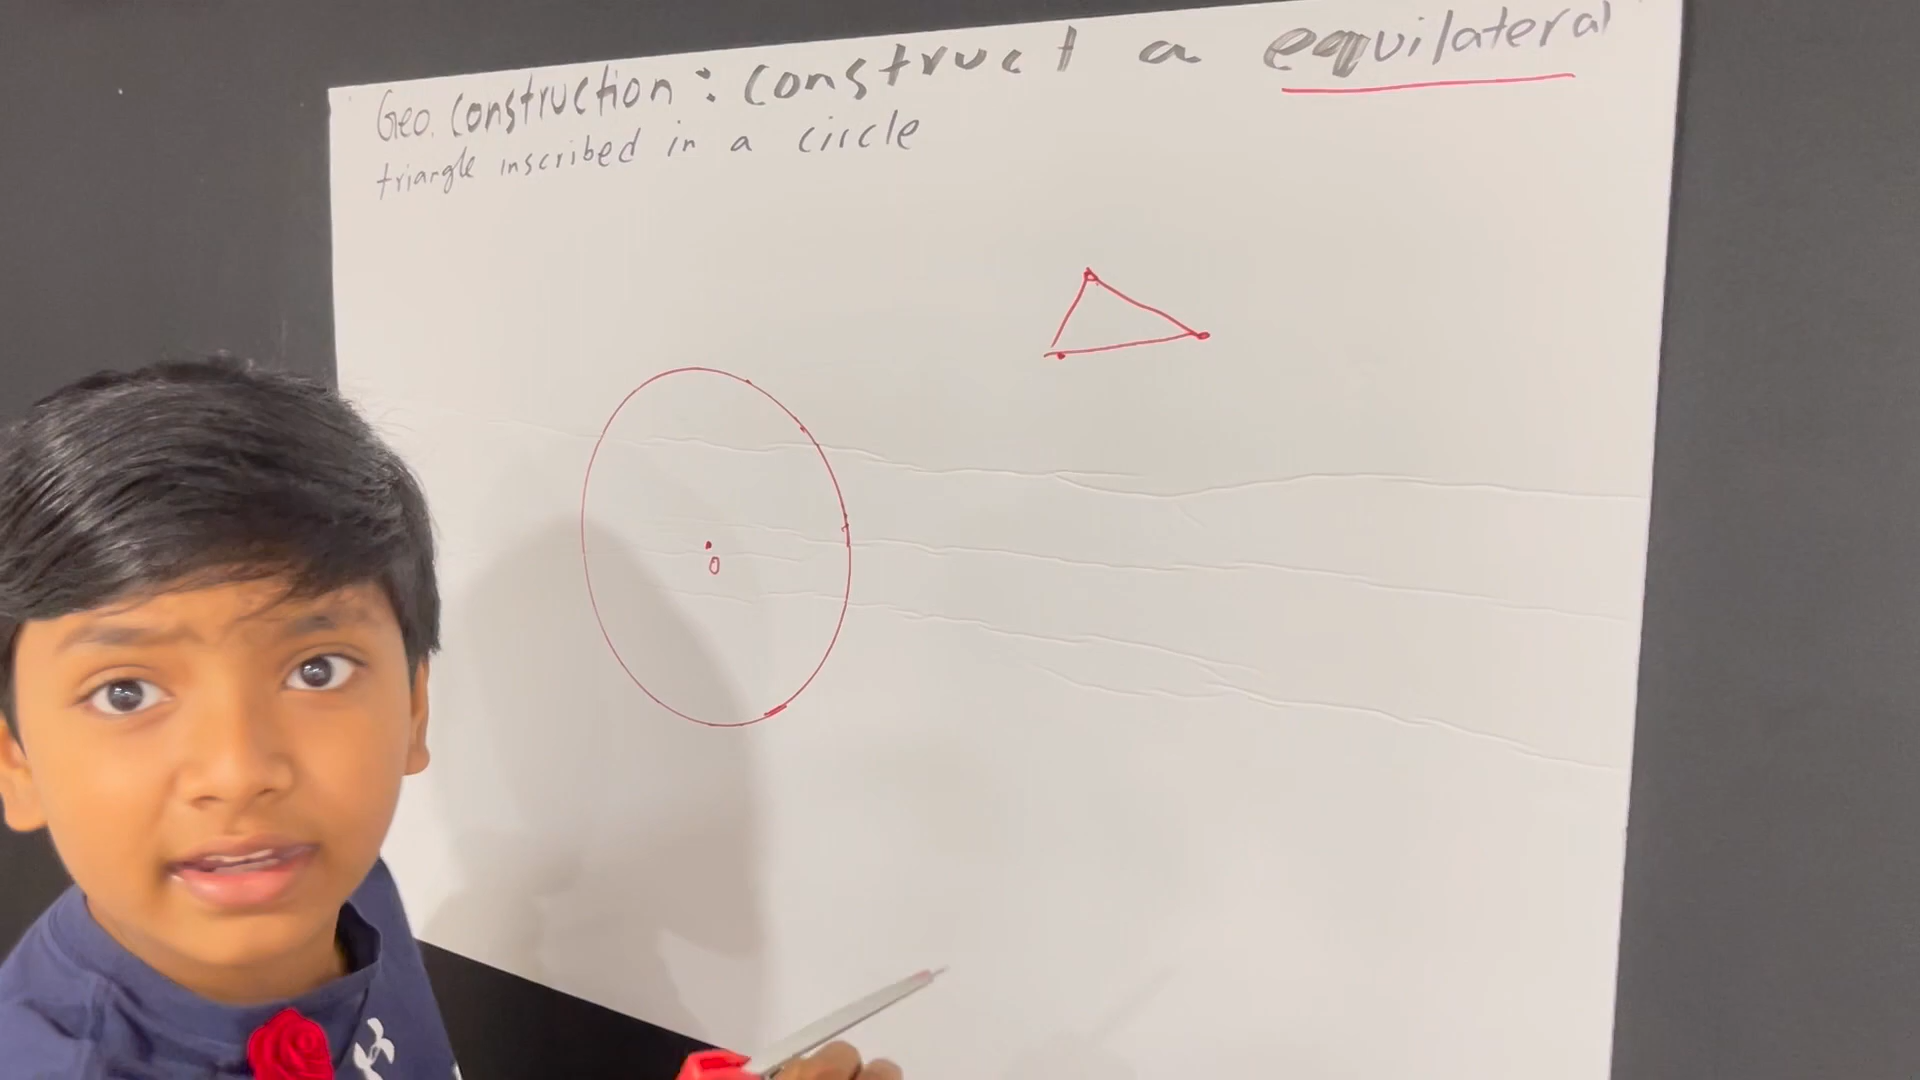 Geo. Construction: construct a equilateral
triangle inscribed in a circle
O